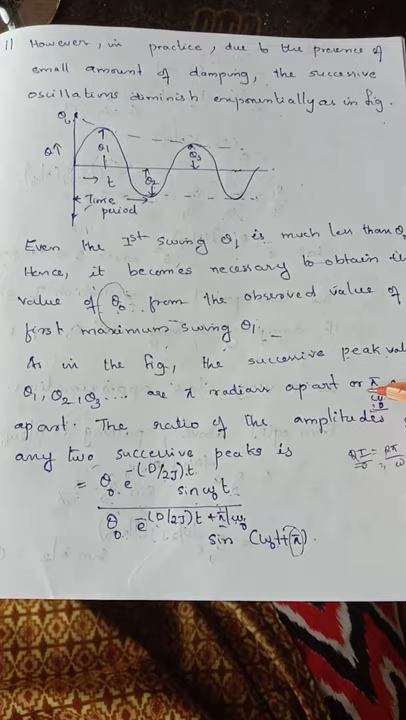 11 However, in practice, due to the presence of
small amount of damping, the successive
oscillations diminish exponentially as in fig.
θ₀
θ↑
θ₁
θ₂
θ₃
→ t
Time
period
Even the 1st swing θ₁ is much less than θ₀
Hence, it becomes necessary to obtain
value of θ₀ from the observed value of
first maximum swing θ₁.
As in the fig, the successive peak val
θ₁, θ₂, θ₃ .... are π radians apart or π/ω₀
apart. The ratio of the amplitudes
any two successive peaks is
= θ₀ e^-(D/2J).t sin ω₀t
θ₀ e^-(D/2J)t + π/ω₀ sin (ω₀t+π).